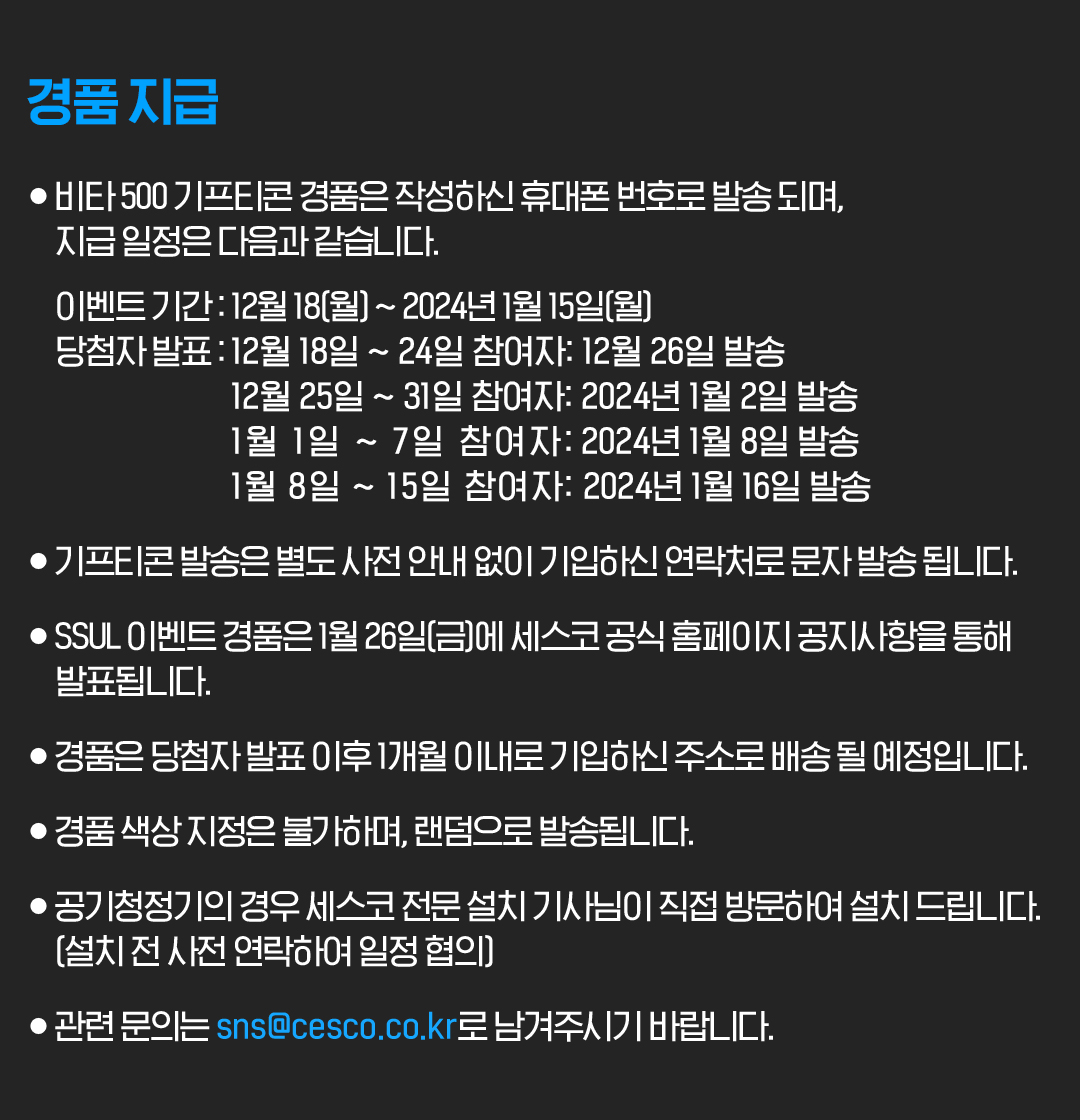 경품 지급
● 비타 500 기프티콘 경품은 작성하신 휴대폰 번호로 발송 되며,
지급 일정은 다음과 같습니다.
이벤트 기간 : 12월 18(월) ~ 2024년 1월 15일(월)
당첨자 발표 : 12월 18일 ~ 24일 참여자: 12월 26일 발송
12월 25일 ~ 31일 참여자: 2024년 1월 2일 발송
1월 1일 ~ 7일 참여자: 2024년 1월 8일 발송
1월 8일 ~ 15일 참여자: 2024년 1월 16일 발송
● 기프티콘 발송은 별도 사전 안내 없이 기입하신 연락처로 문자 발송 됩니다.
● SSUL 이벤트 경품은 1월 26일(금)에 세스코 공식 홈페이지 공지사항을 통해
발표됩니다.
● 경품은 당첨자 발표 이후 1개월 이내로 기입하신 주소로 배송 될 예정입니다.
● 경품 색상 지정은 불가하며, 랜덤으로 발송됩니다.
● 공기청정기의 경우 세스코 전문 설치 기사님이 직접 방문하여 설치 드립니다.
(설치 전 사전 연락하여 일정 협의)
● 관련 문의는 sns@cesco.co.kr로 남겨주시기 바랍니다.